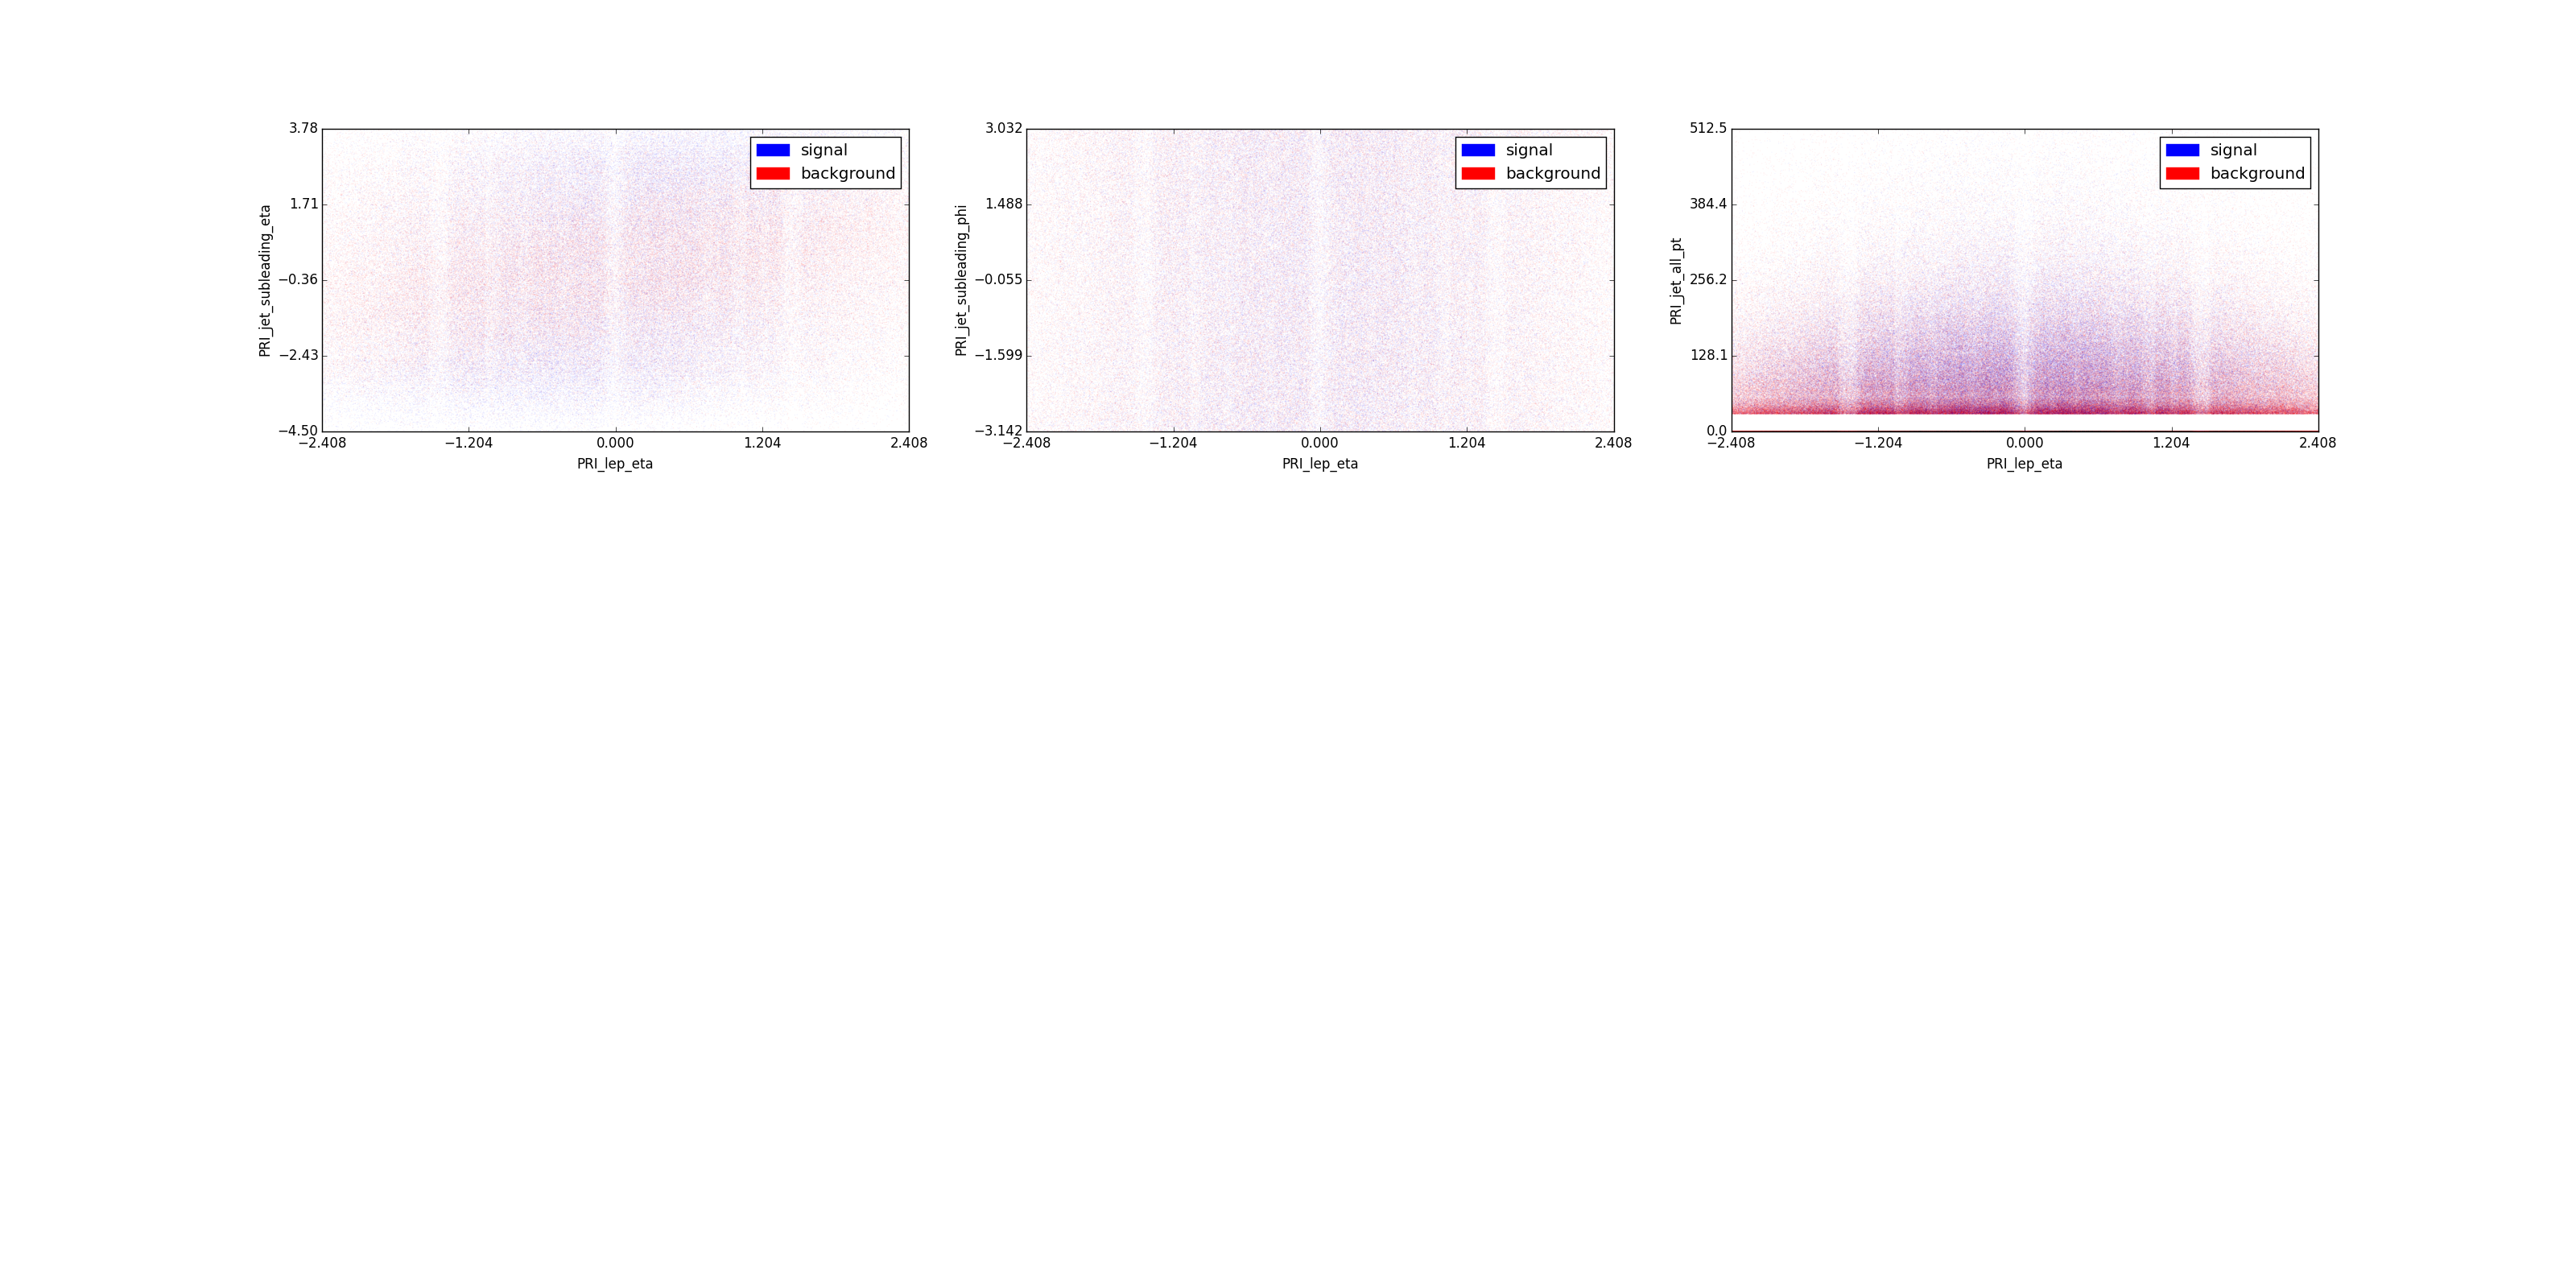 3.78
1.71
−0.36
−2.43
−4.50
PRI_jet_subleading_eta
signal
background
−2.408
−1.204
0.000
1.204
2.408
PRI_lep_eta
3.032
1.488
−0.055
−1.599
−3.142
PRI_jet_subleading_phi
signal
background
−2.408
−1.204
0.000
1.204
2.408
PRI_lep_eta
512.5
384.4
256.2
128.1
0.0
PRI_jet_all_pt
signal
background
−2.408
−1.204
0.000
1.204
2.408
PRI_lep_eta